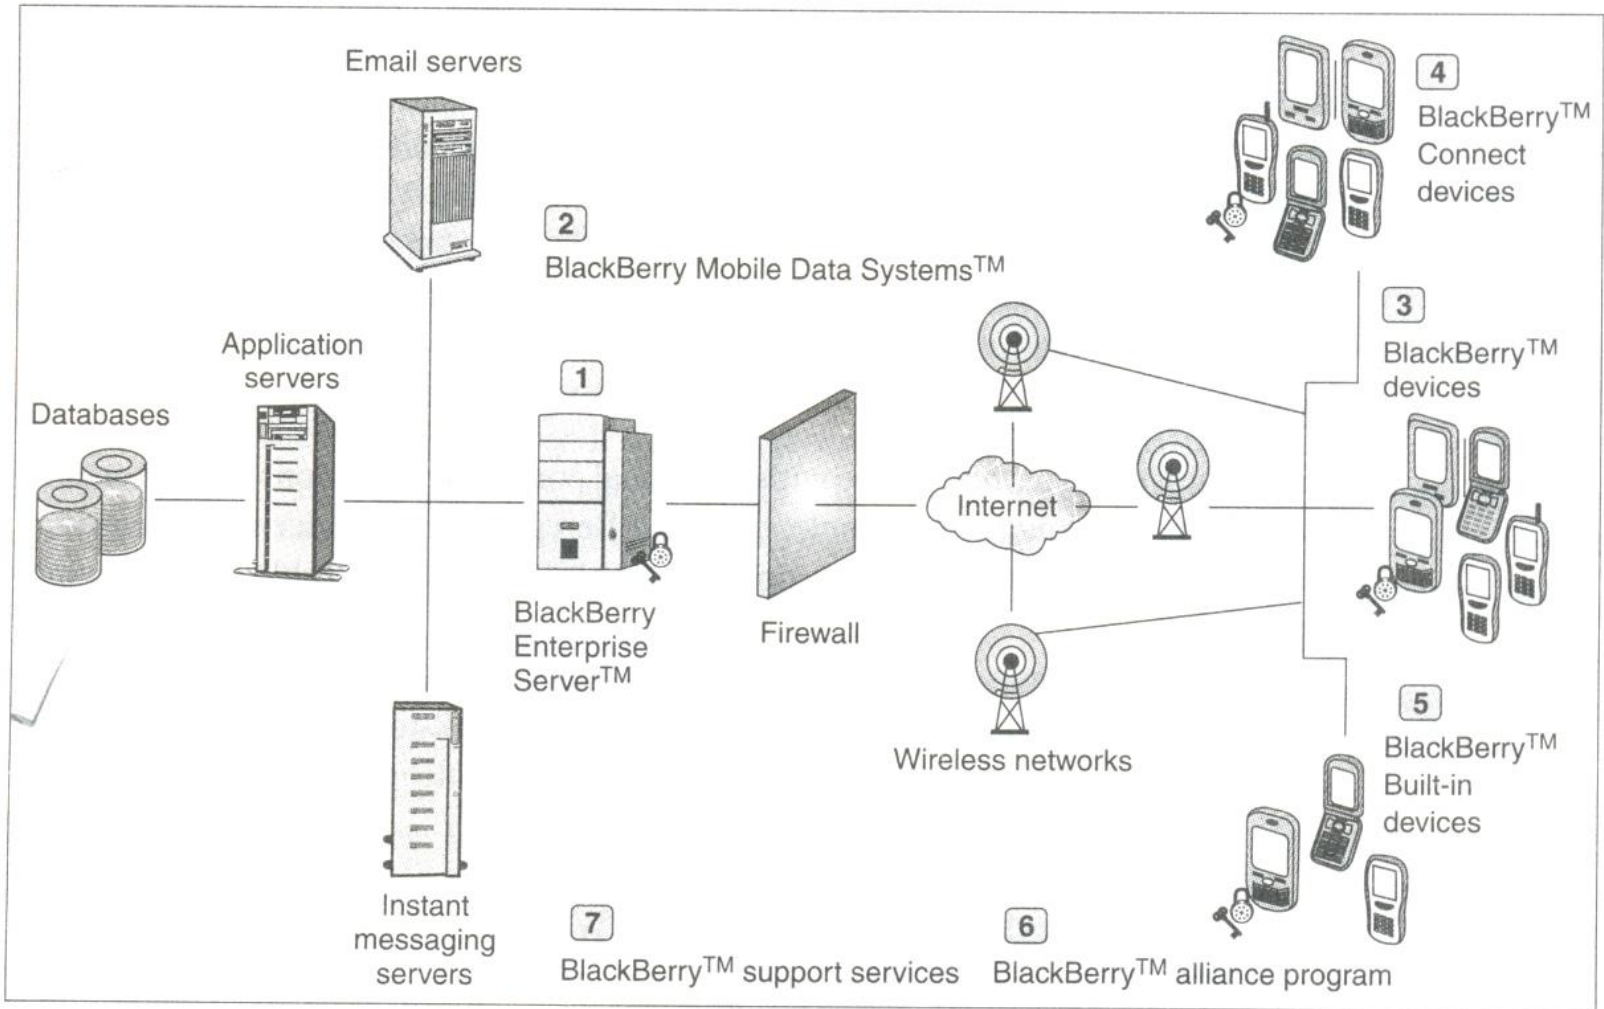 Email servers
4
BlackBerry™
Connect
devices
2
BlackBerry Mobile Data Systems™
3
BlackBerry™
devices
Application
servers
1
Databases
Internet
BlackBerry
Enterprise
Server™
Firewall
5
BlackBerry™
Built-in
devices
Wireless networks
Instant
messaging
servers
7
BlackBerry™ support services
6
BlackBerry™ alliance program